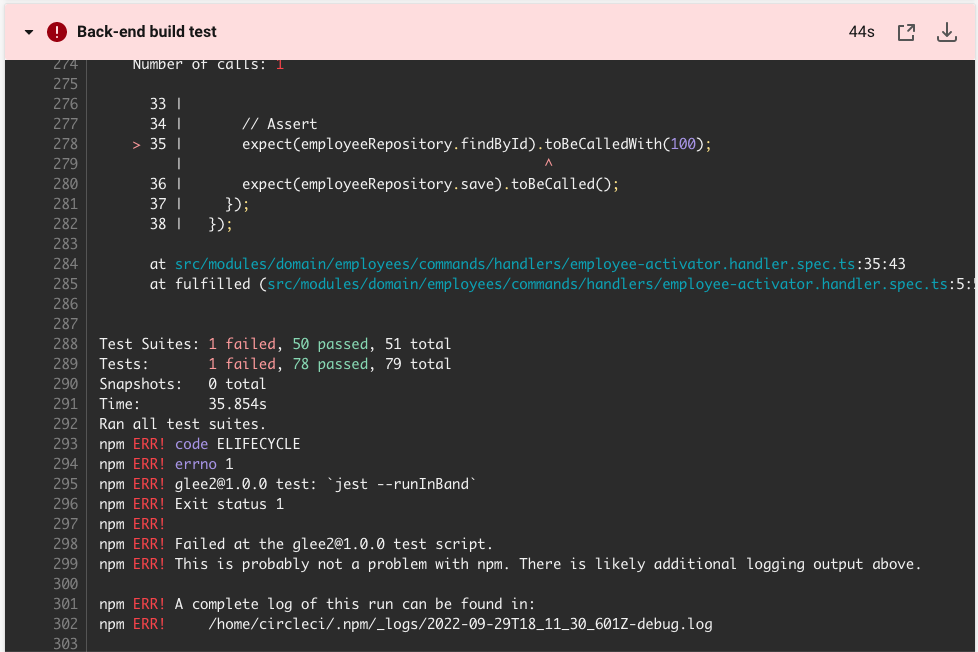 Back-end build test
44s
274 Number of calls: 1
275
276 33 |
277 34 | // Assert
278 > 35 | expect(employeeRepository.findById).toBeCalledWith(100);
279 | ^
280 36 | expect(employeeRepository.save).toBeCalled();
281 37 | });
282 38 | });
283
284 at src/modules/domain/employees/commands/handlers/employee-activator.handler.spec.ts:35:43
285 at fulfilled (src/modules/domain/employees/commands/handlers/employee-activator.handler.spec.ts:5:5
286
287
288 Test Suites: 1 failed, 50 passed, 51 total
289 Tests: 1 failed, 78 passed, 79 total
290 Snapshots: 0 total
291 Time: 35.854s
292 Ran all test suites.
293 npm ERR! code ELIFECYCLE
294 npm ERR! errno 1
295 npm ERR! glee2@1.0.0 test: `jest --runInBand`
296 npm ERR! Exit status 1
297 npm ERR!
298 npm ERR! Failed at the glee2@1.0.0 test script.
299 npm ERR! This is probably not a problem with npm. There is likely additional logging output above.
300
301 npm ERR! A complete log of this run can be found in:
302 npm ERR! /home/circleci/.npm/_logs/2022-09-29T18_11_30_601Z-debug.log
303